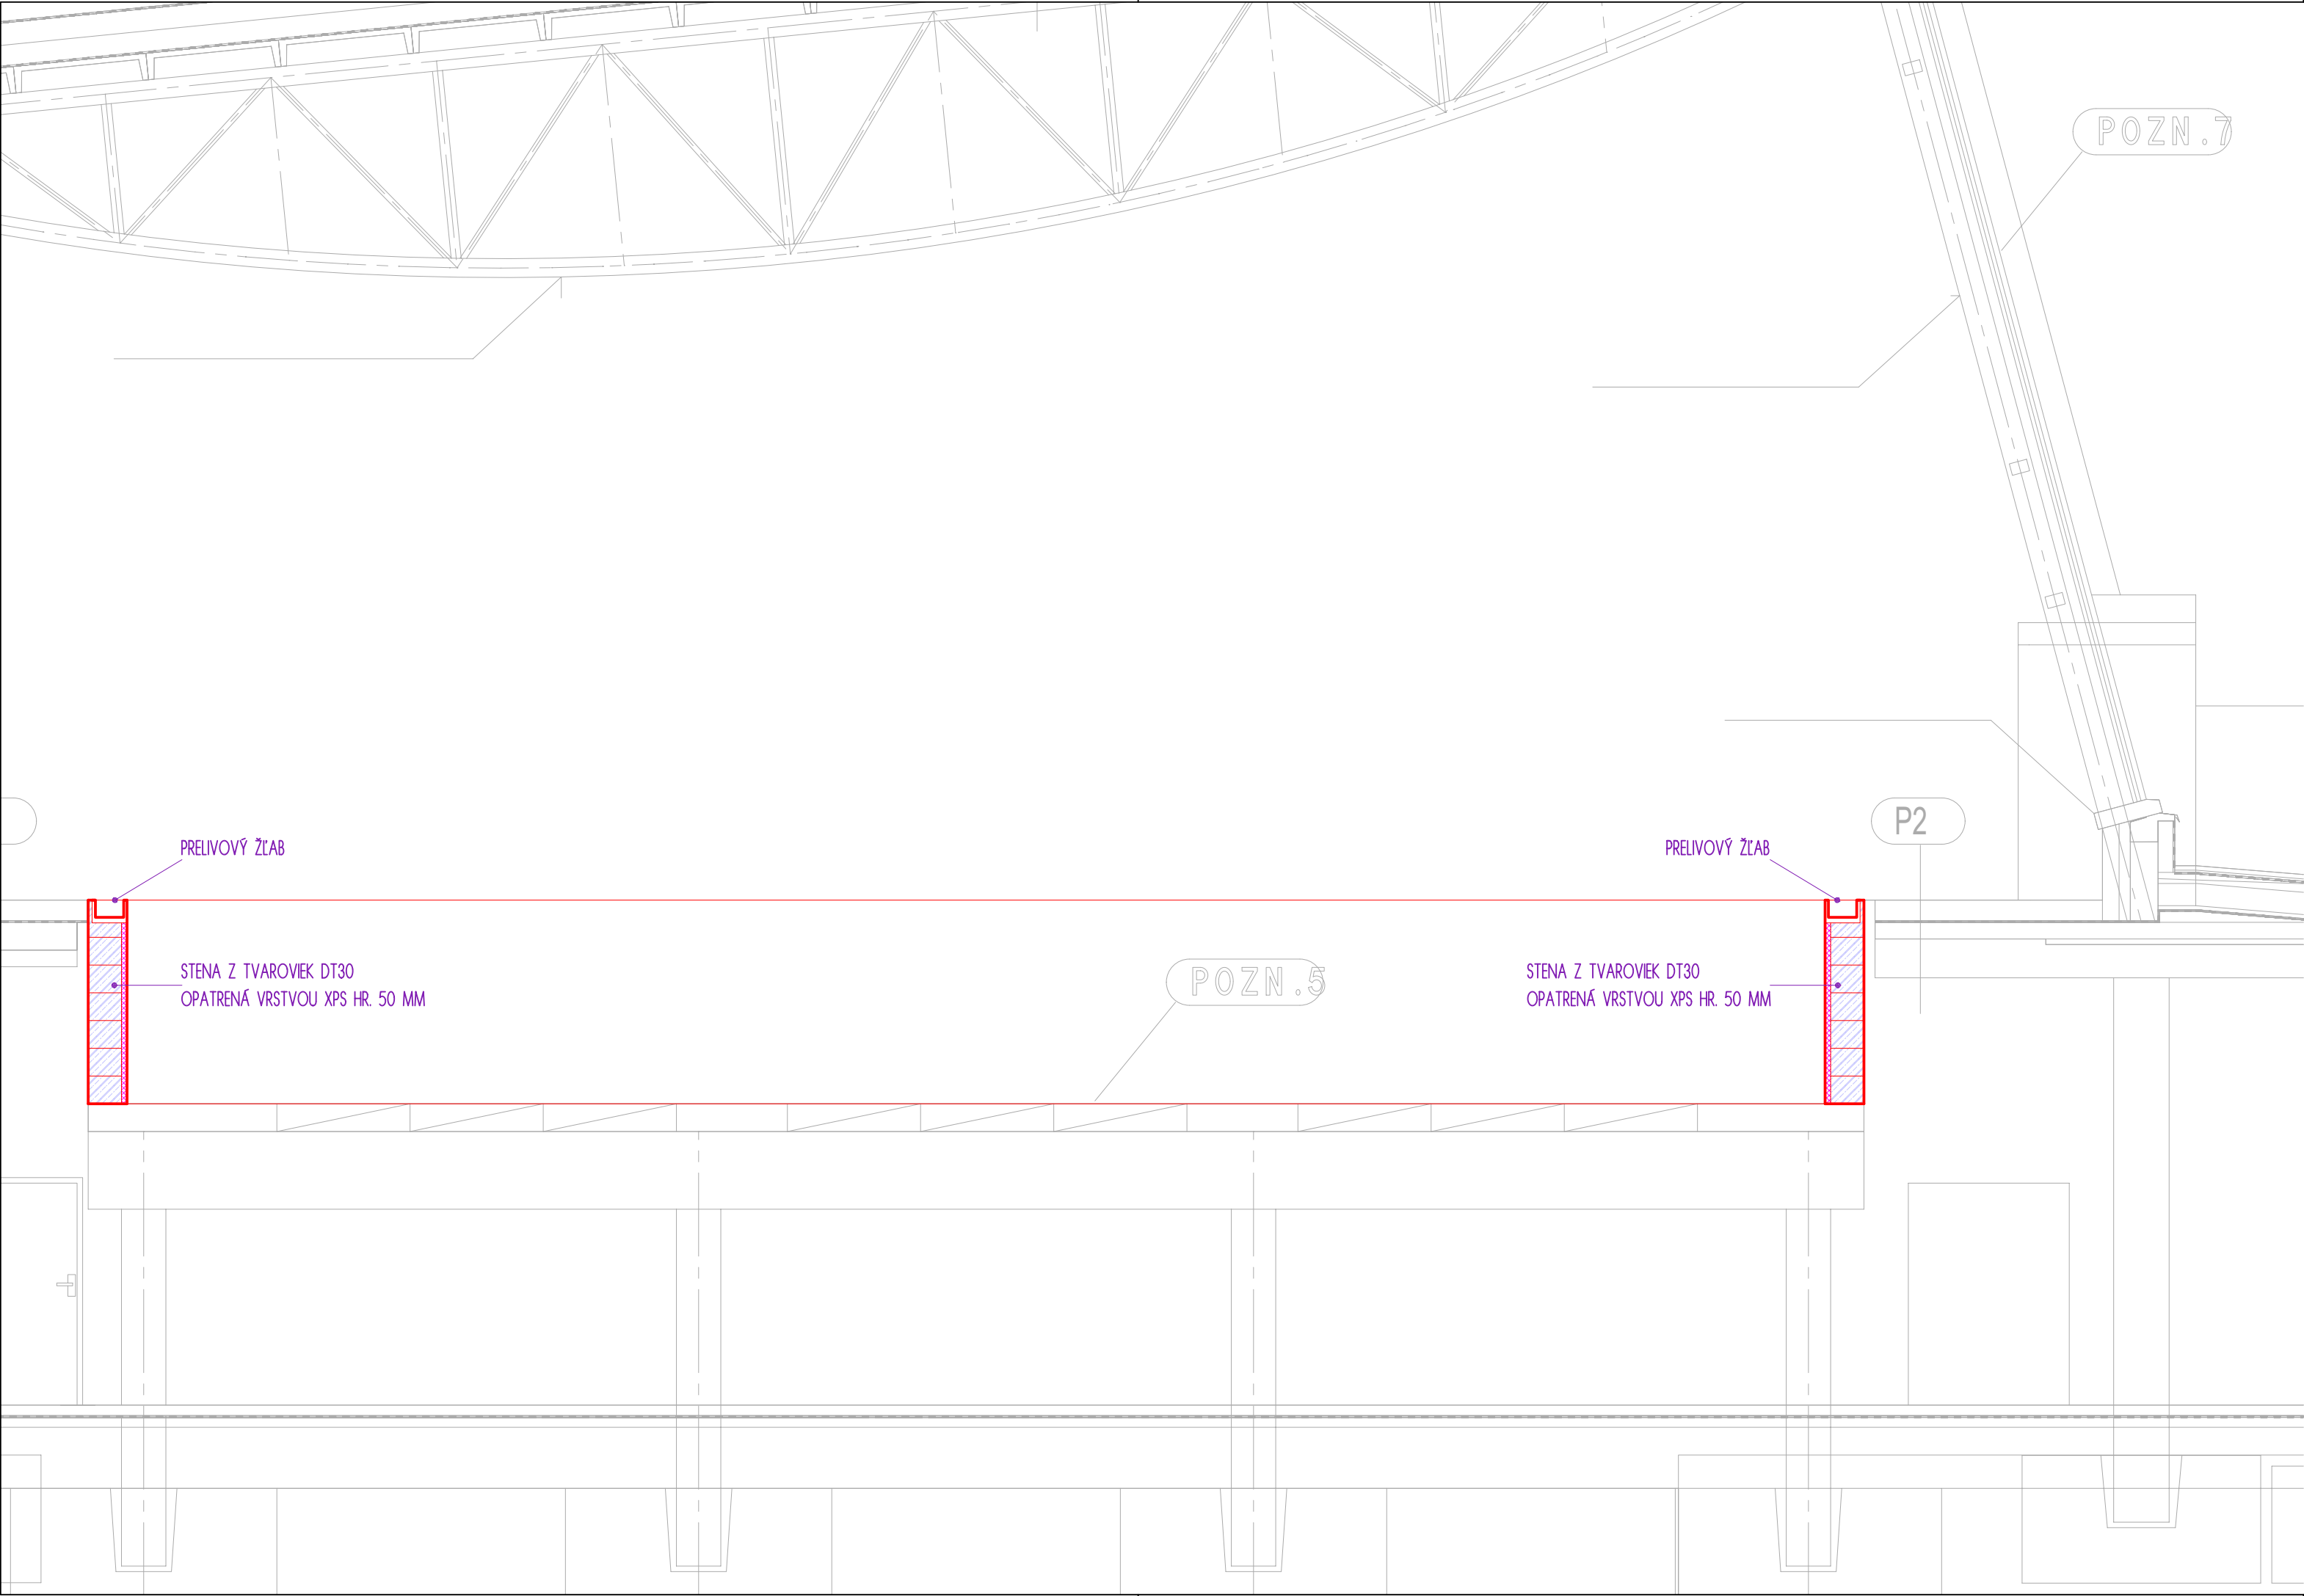 POZN.7
P2
PRELIVOVÝ ŽĽAB
PRELIVOVÝ ŽĽAB
STENA Z TVAROVIEK DT30
OPATRENÁ VRSTVOU XPS HR. 50 MM
POZN.5
STENA Z TVAROVIEK DT30
OPATRENÁ VRSTVOU XPS HR. 50 MM